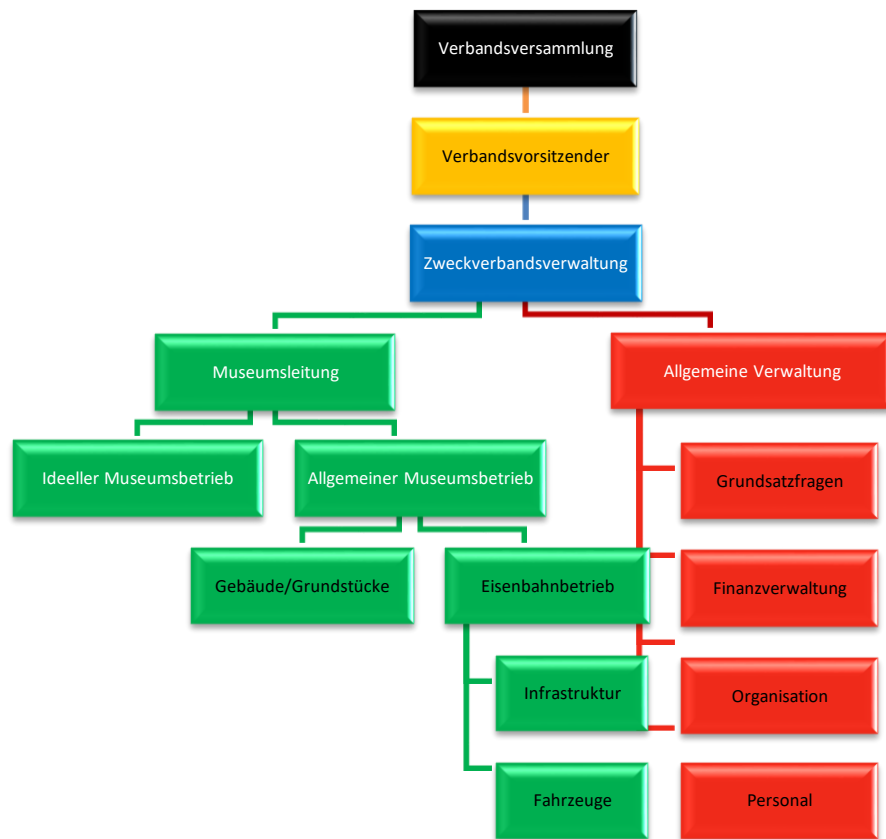 Verbandsversammlung
Verbandsvorsitzender
Zweckverbandsverwaltung
Museumsleitung
Allgemeine Verwaltung
Ideeller Museumsbetrieb
Allgemeiner Museumsbetrieb
Grundsatzfragen
Gebäude/Grundstücke
Eisenbahnbetrieb
Finanzverwaltung
Infrastruktur
Organisation
Fahrzeuge
Personal